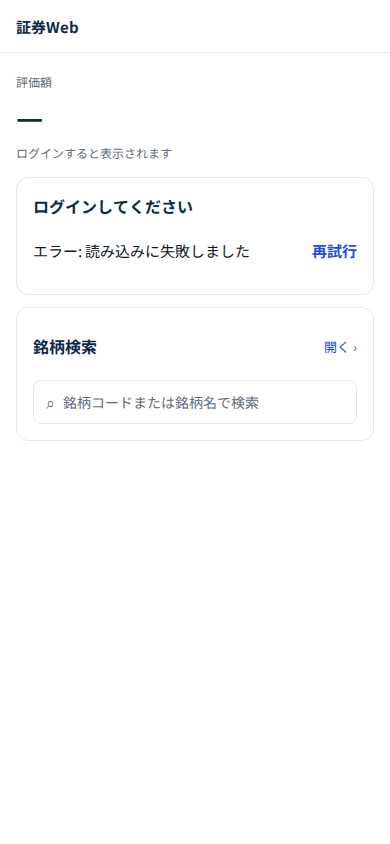 証券Web
評価額
—
ログインすると表示されます
ログインしてください
エラー: 読み込みに失敗しました 再試行
銘柄検索 開く ›
⌕ 銘柄コードまたは銘柄名で検索